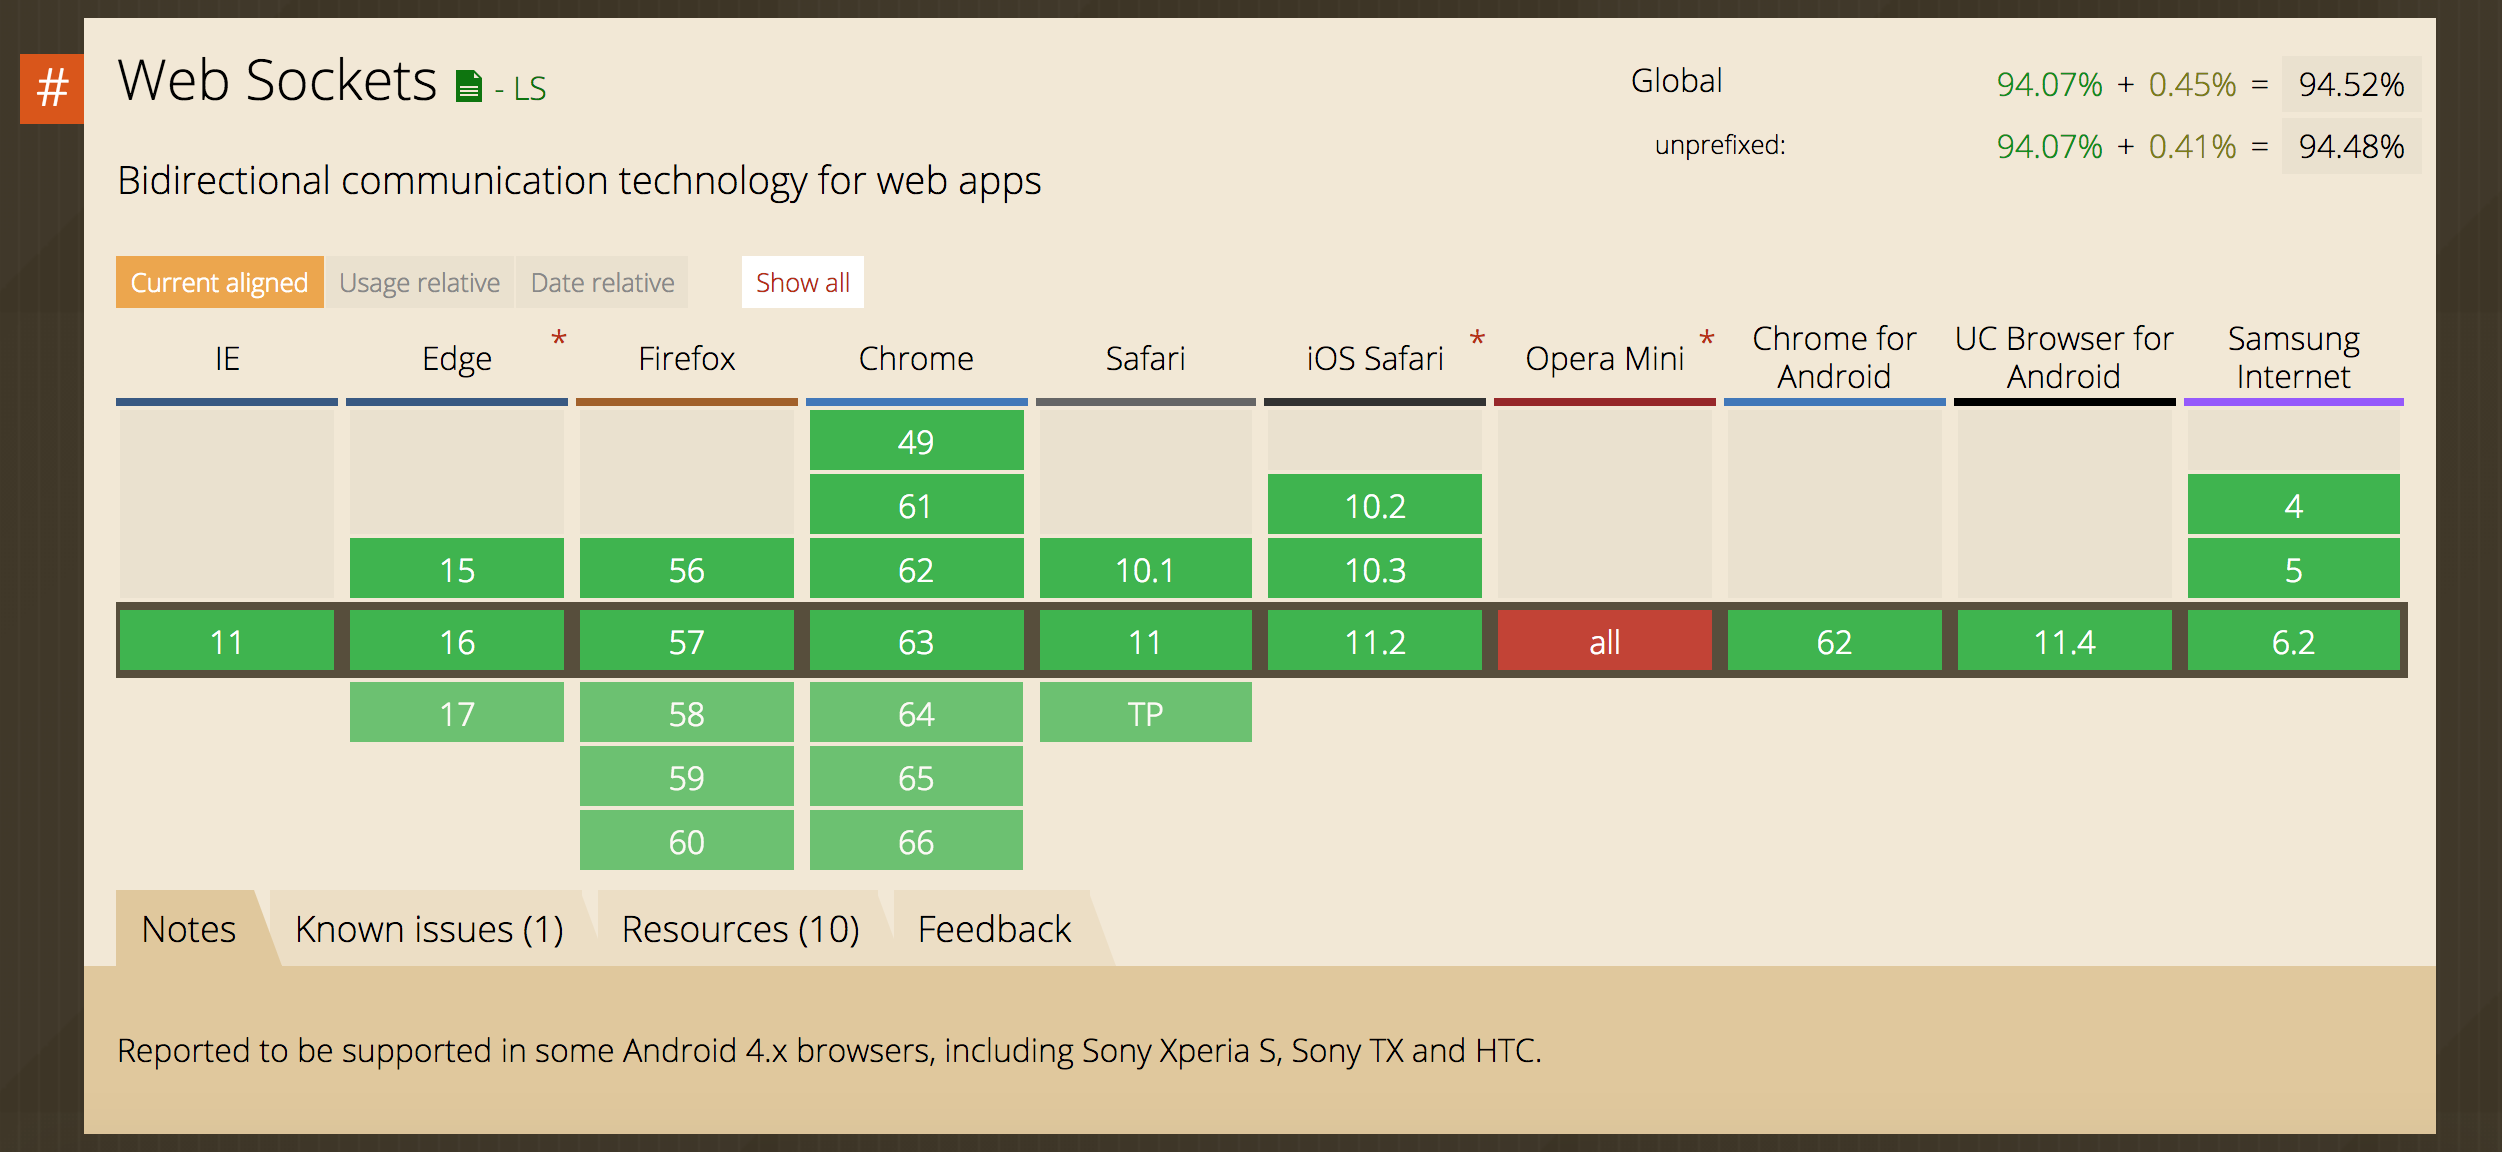 #
Web Sockets - LS
Global 94.07% + 0.45% = 94.52%
unprefixed: 94.07% + 0.41% = 94.48%
Bidirectional communication technology for web apps
Current aligned Usage relative Date relative Show all
IE Edge * Firefox Chrome Safari iOS Safari * Opera Mini * Chrome for Android UC Browser for Android Samsung Internet
49
61 10.2 4
15 56 62 10.1 10.3 5
11 16 57 63 11 11.2 all 62 11.4 6.2
17 58 64 TP
59 65
60 66
Notes Known issues (1) Resources (10) Feedback
Reported to be supported in some Android 4.x browsers, including Sony Xperia S, Sony TX and HTC.